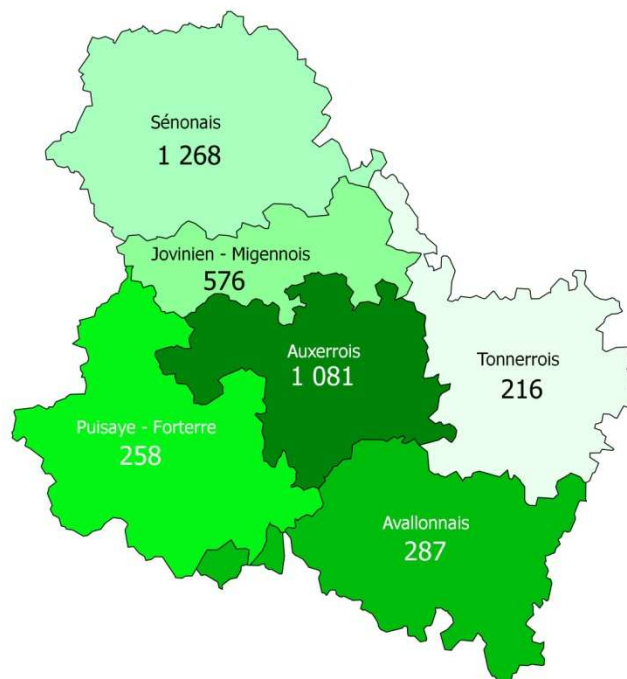 Sénonais
1 268
Jovinien - Migennois
576
Auxerrois
1 081
Tonnerrois
216
Puisaye - Forterre
258
Avallonnais
287